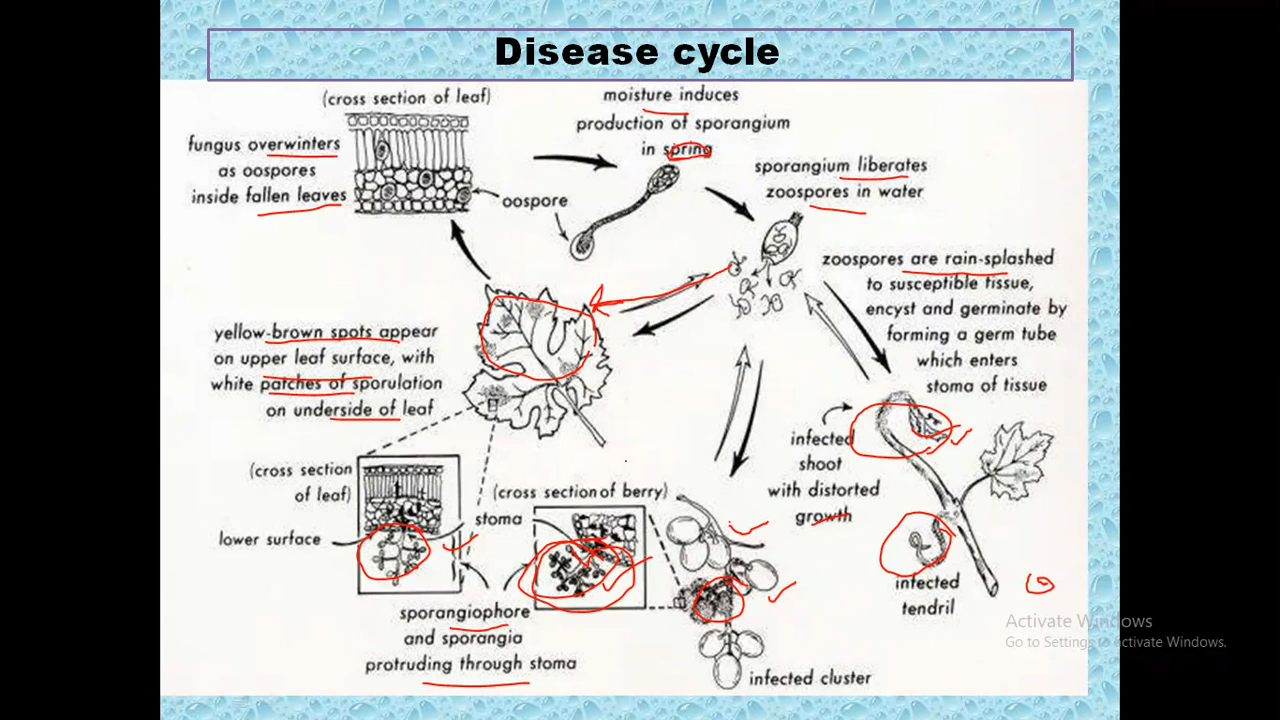 Disease cycle
(cross section of leaf)
fungus overwinters
as oospores
inside fallen leaves
oospore
moisture induces
production of sporangium
in spring
sporangium liberates
zoospores in water
zoospores are rain-splashed
to susceptible tissue,
encyst and germinate by
forming a germ tube
which enters
stoma of tissue
yellow-brown spots appear
on upper leaf surface, with
white patches of sporulation
on underside of leaf
infected
shoot
with distorted
growth
(cross section
of leaf)
lower surface
stoma
(cross section of berry)
sporangiophore
and sporangia
protruding through stoma
infected cluster
infected
tendril
Activate Windows
Go to Settings to activate Windows.